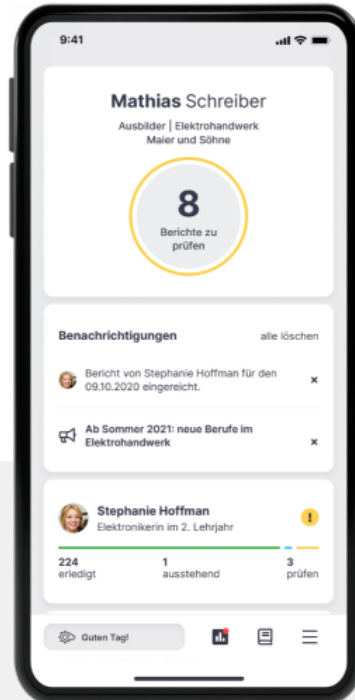 9:41
Mathias Schreiber
Ausbilder | Elektrohandwerk
Maier und Söhne
8
Berichte zu
prüfen
Benachrichtigungen alle löschen
Bericht von Stephanie Hoffman für den
09.10.2020 eingereicht.
Ab Sommer 2021: neue Berufe im
Elektrohandwerk
Stephanie Hoffman
Elektronikerin im 2. Lehrjahr
!
224 1 3
erledigt ausstehend prüfen
Guten Tag!